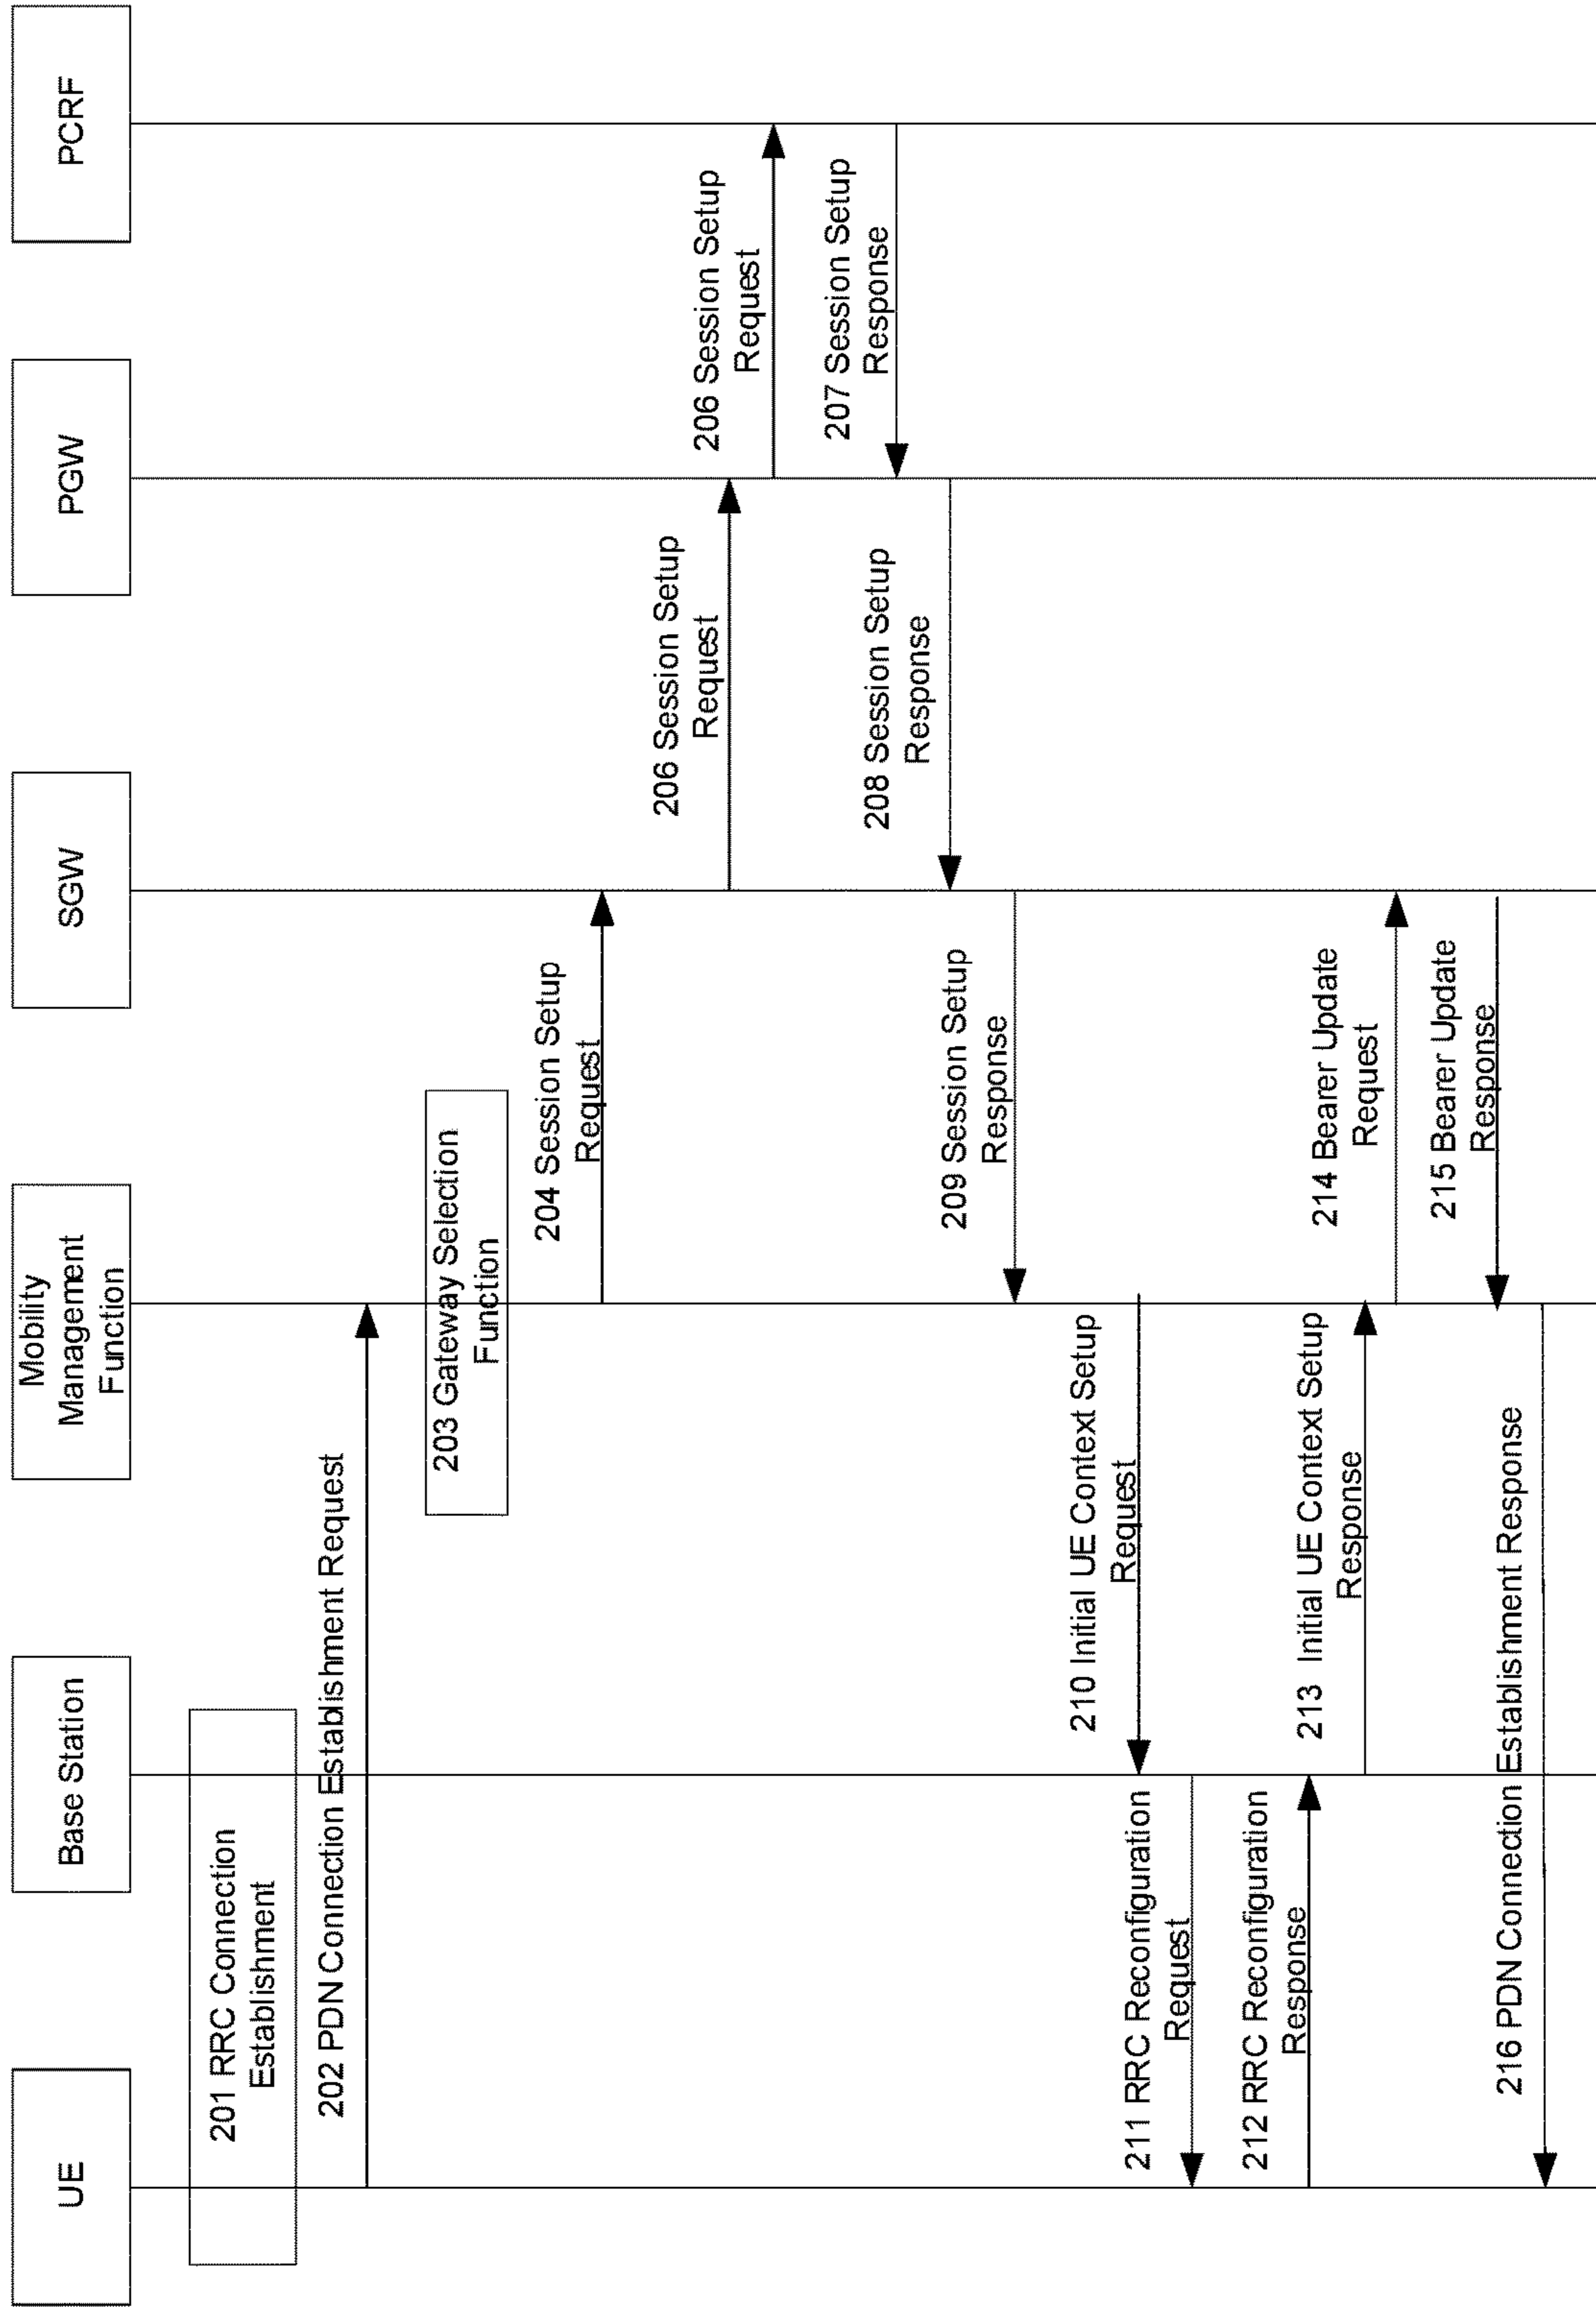 UE
Base Station
Mobility
Management
Function
SGW
PGW
PCRF
201 RRC Connection
Establishment
202 PDN Connection Establishment Request
203 Gateway Selection
Function
204 Session Setup
Request
206 Session Setup
Request
206 Session Setup
Request
207 Session Setup
Response
208 Session Setup
Response
209 Session Setup
Response
210 Initial UE Context Setup
Request
211 RRC Reconfiguration
Request
212 RRC Reconfiguration
Response
213 Initial UE Context Setup
Response
214 Bearer Update
Request
215 Bearer Update
Response
216 PDN Connection Establishment Response